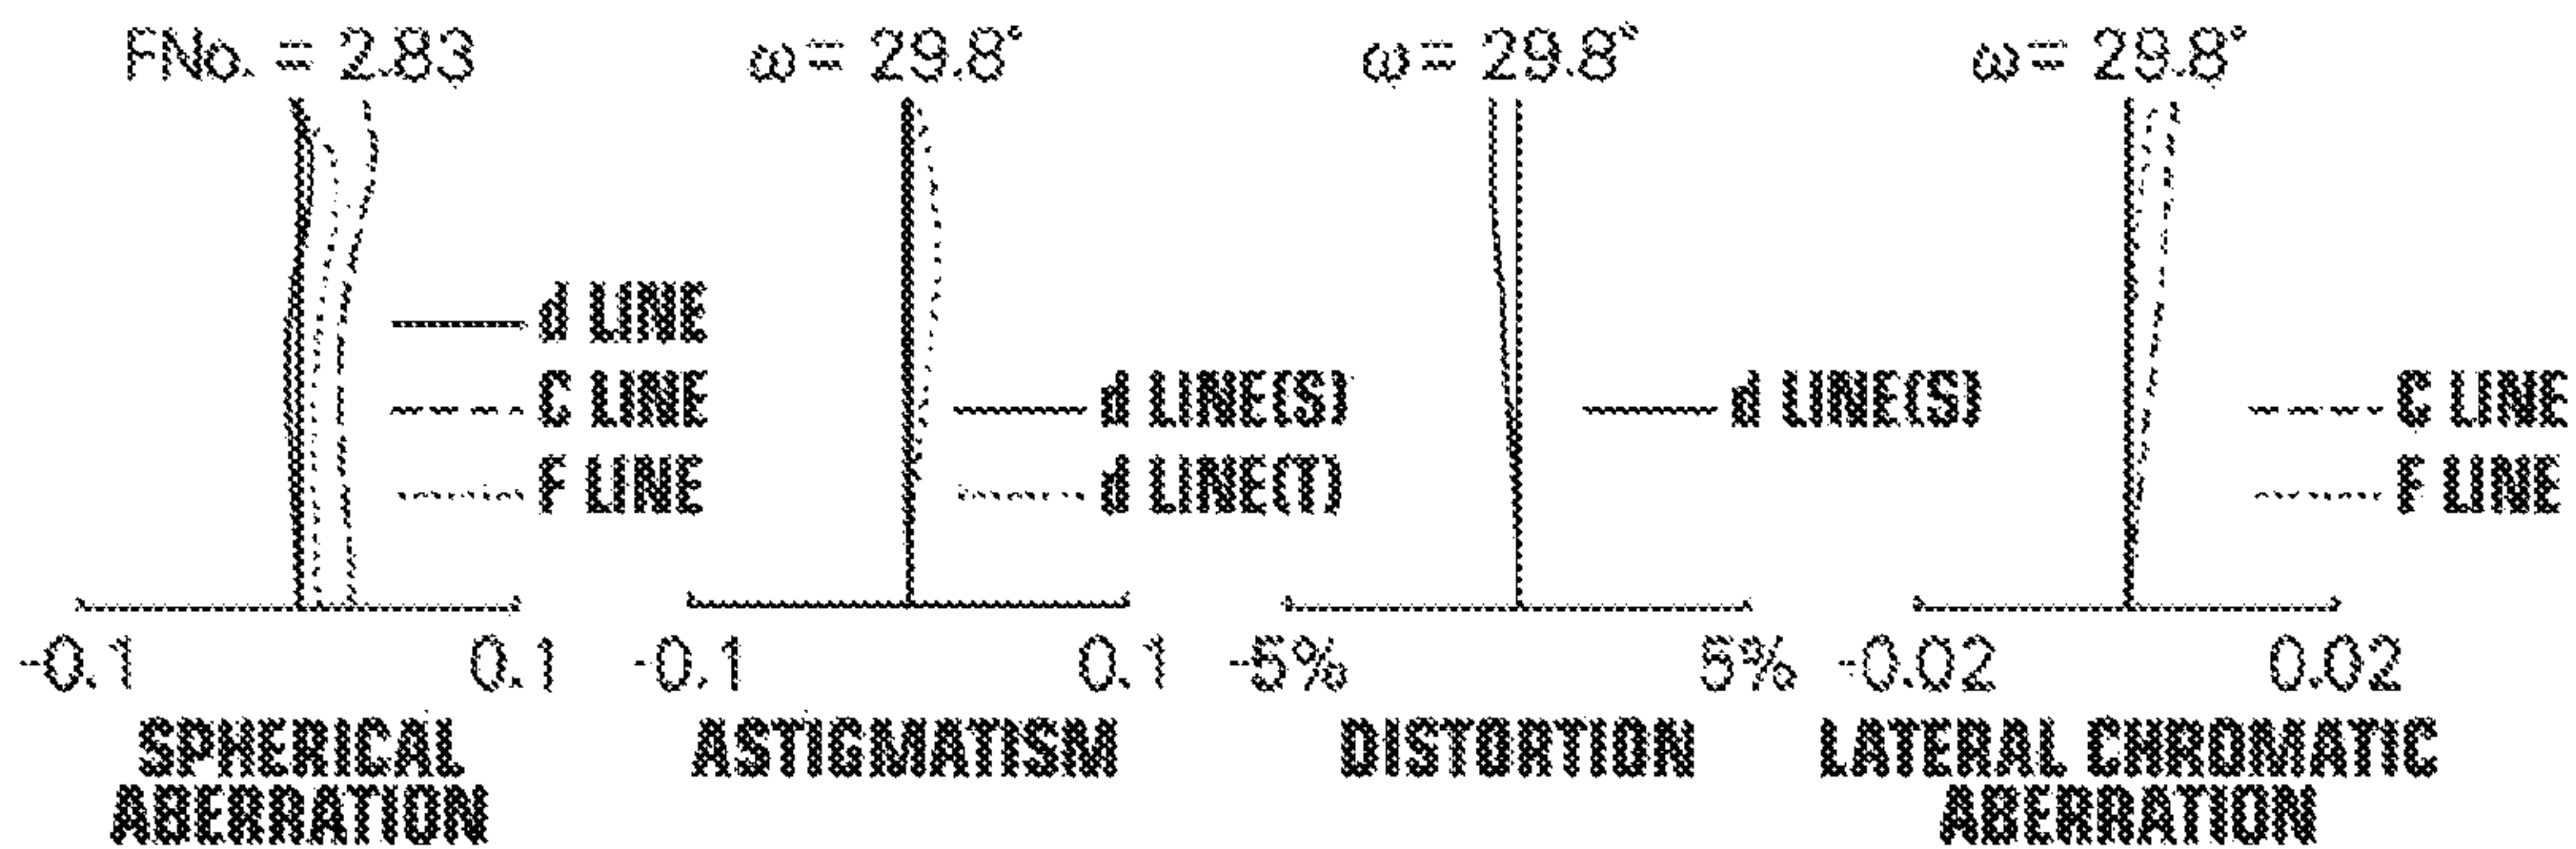 FNo. = 2.83
ω= 29.8°
ω= 29.8°
ω= 29.8°
d LINE
C LINE
F LINE
d LINE(S)
d LINE(T)
d LINE(S)
C LINE
F LINE
-0.1
0.1
-0.1
0.1
-5%
5%
-0.02
0.02
SPHERICAL
ABERRATION
ASTIGMATISM
DISTORTION
LATERAL CHROMATIC
ABERRATION